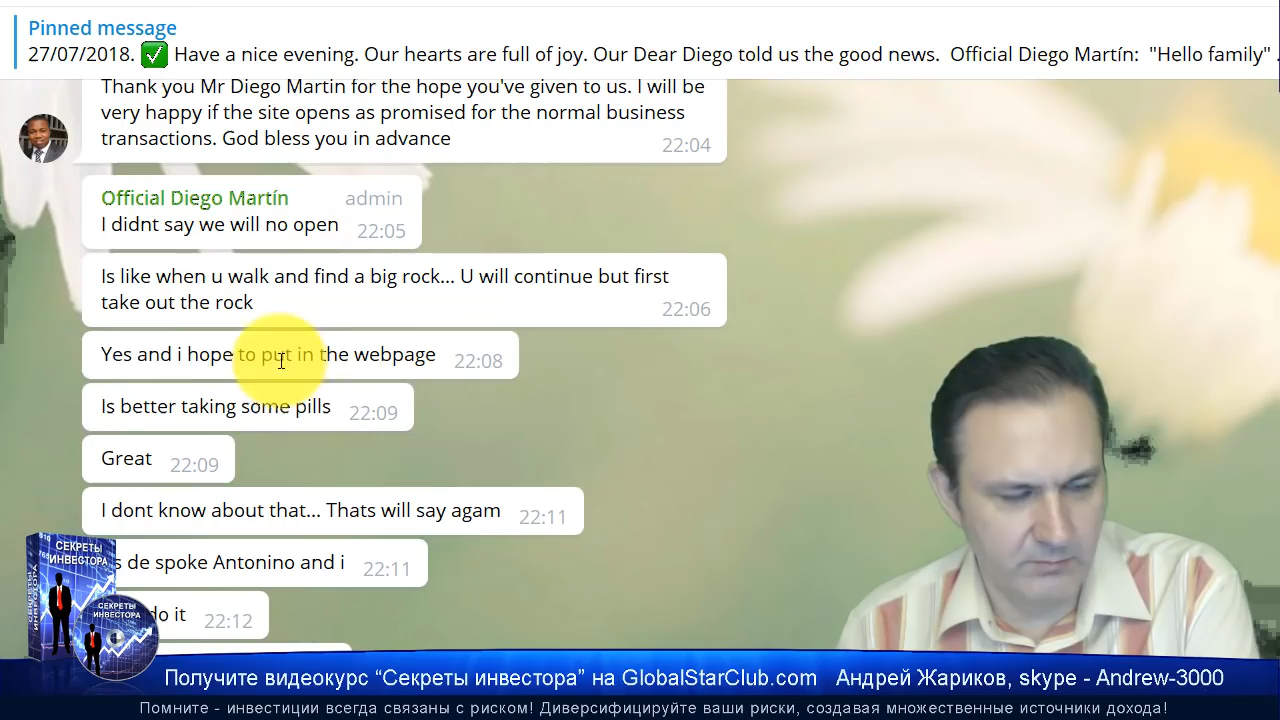 Pinned message
27/07/2018. ✅ Have a nice evening. Our hearts are full of joy. Our Dear Diego told us the good news. Official Diego Martín: "Hello family"
Thank you Mr Diego Martin for the hope you've given to us. I will be
very happy if the site opens as promised for the normal business
transactions. God bless you in advance
22:04
Official Diego Martín admin
I didnt say we will no open 22:05
Is like when u walk and find a big rock... U will continue but first
take out the rock
22:06
Yes and i hope to put in the webpage 22:08
Is better taking some pills 22:09
Great 22:09
I dont know about that... Thats will say agam 22:11
s de spoke Antonino and i 22:11
do it 22:12
СЕКРЕТЫ
ИНВЕСТОРА
СЕКРЕТЫ ИНВЕСТОРА
СЕКРЕТЫ
ИНВЕСТОРА
Получите видеокурс “Секреты инвестора” на GlobalStarClub.com Андрей Жариков, skype - Andrew-3000
Помните - инвестиции всегда связаны с риском! Диверсифицируйте ваши риски, создавая множественные источники дохода!